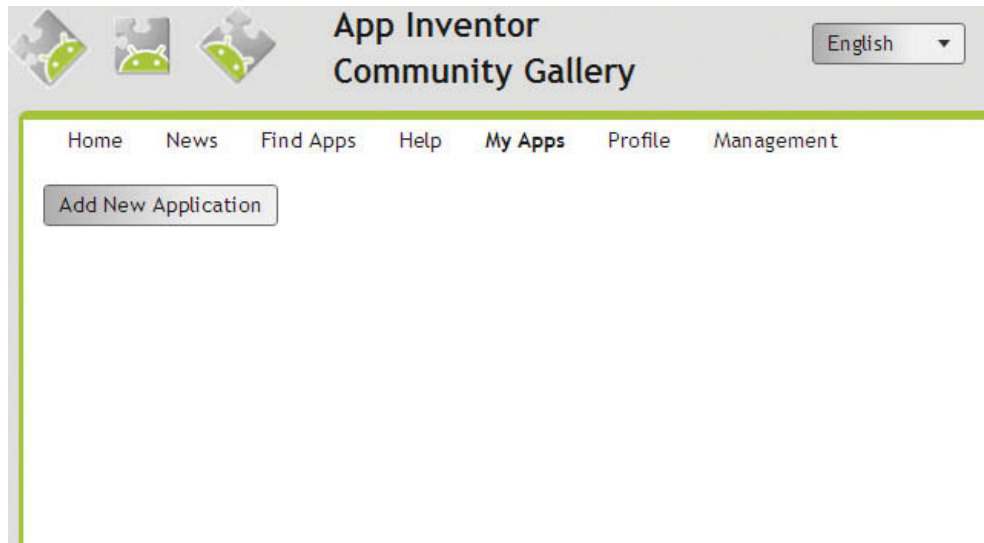 App Inventor
Community Gallery
English
Home News Find Apps Help My Apps Profile Management
Add New Application